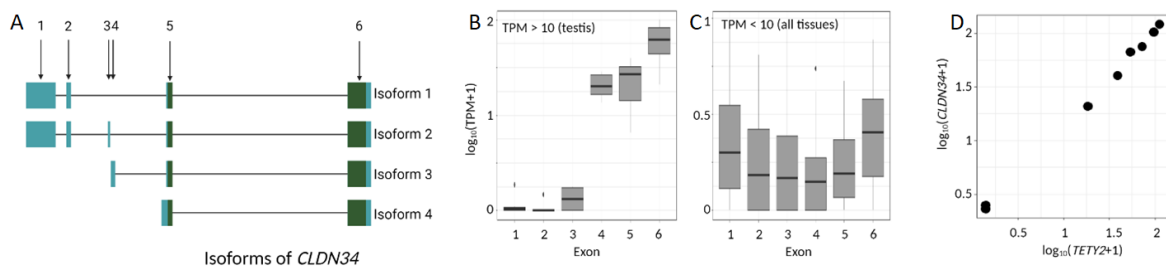 A
1 2 34 5 6
Isoform 1
Isoform 2
Isoform 3
Isoform 4
Isoforms of CLDN34
B
TPM > 10 (testis)
log10(TPM+1)
2
1
0
1 2 3 4 5 6
Exon
C
TPM < 10 (all tissues)
1
0.5
0
1 2 3 4 5 6
Exon
D
log10(CLDN34+1)
2
1.5
1
0.5
0.5 1 1.5 2
log10(TETY2+1)